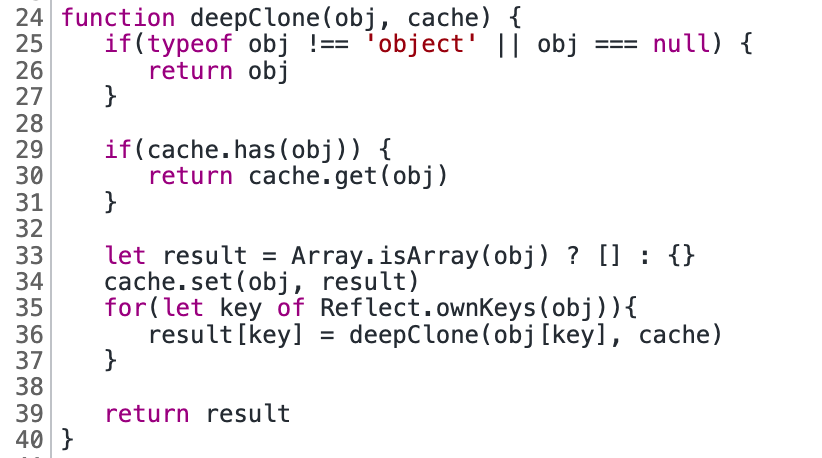 24 function deepClone(obj, cache) {
25    if(typeof obj !== 'object' || obj === null) {
26       return obj
27    }
28
29    if(cache.has(obj)) {
30       return cache.get(obj)
31    }
32
33    let result = Array.isArray(obj) ? [] : {}
34    cache.set(obj, result)
35    for(let key of Reflect.ownKeys(obj)){
36       result[key] = deepClone(obj[key], cache)
37    }
38
39    return result
40 }